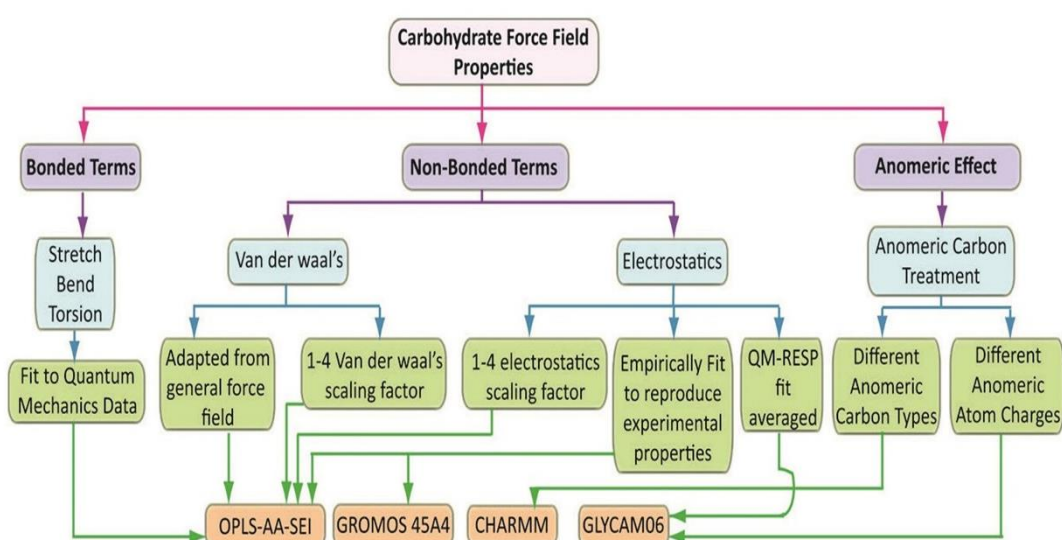 Carbohydrate Force Field
Properties
Bonded Terms
Non-Bonded Terms
Anomeric Effect
Stretch
Bend
Torsion
Van der waal's
Electrostatics
Anomeric Carbon
Treatment
Fit to Quantum
Mechanics Data
Adapted from
general force
field
1-4 Van der waal's
scaling factor
1-4 electrostatics
scaling factor
Empirically Fit
to reproduce
experimental
properties
QM-RESP
fit
averaged
Different
Anomeric
Carbon Types
Different
Anomeric
Atom Charges
OPLS-AA-SEI
GROMOS 45A4
CHARMM
GLYCAM06